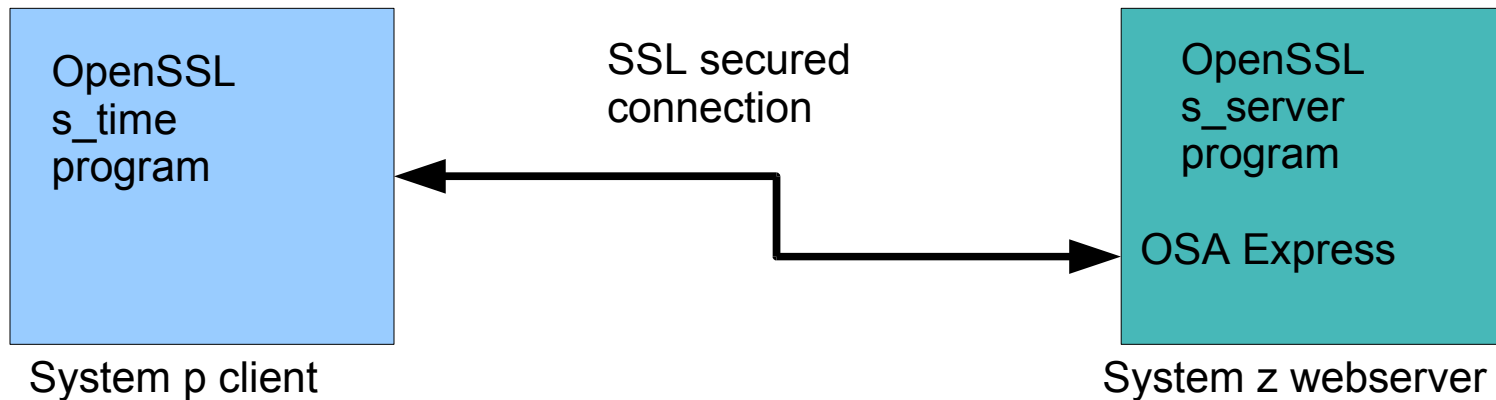 OpenSSL
s_time
program
SSL secured
connection
OpenSSL
s_server
program
OSA Express
System p client
System z webserver